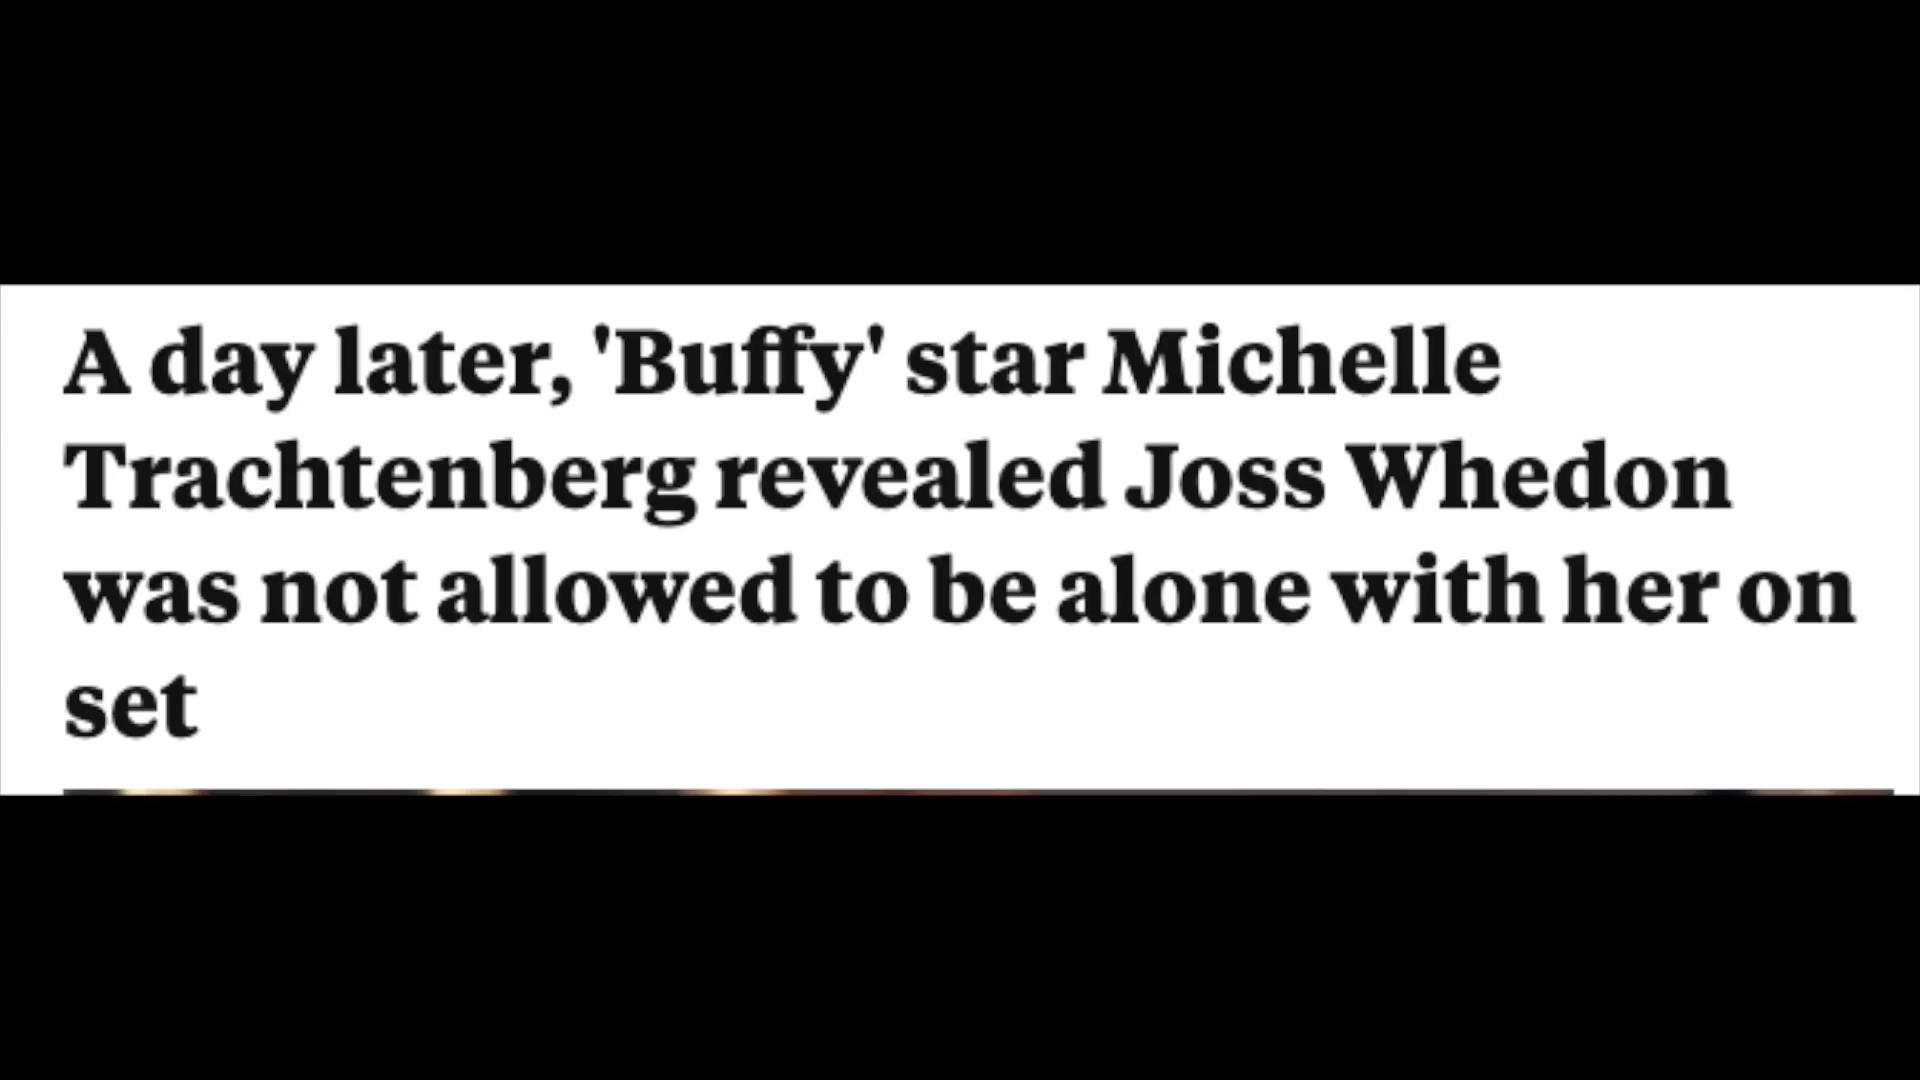 A day later, 'Buffy' star Michelle
Trachtenberg revealed Joss Whedon
was not allowed to be alone with her on
set